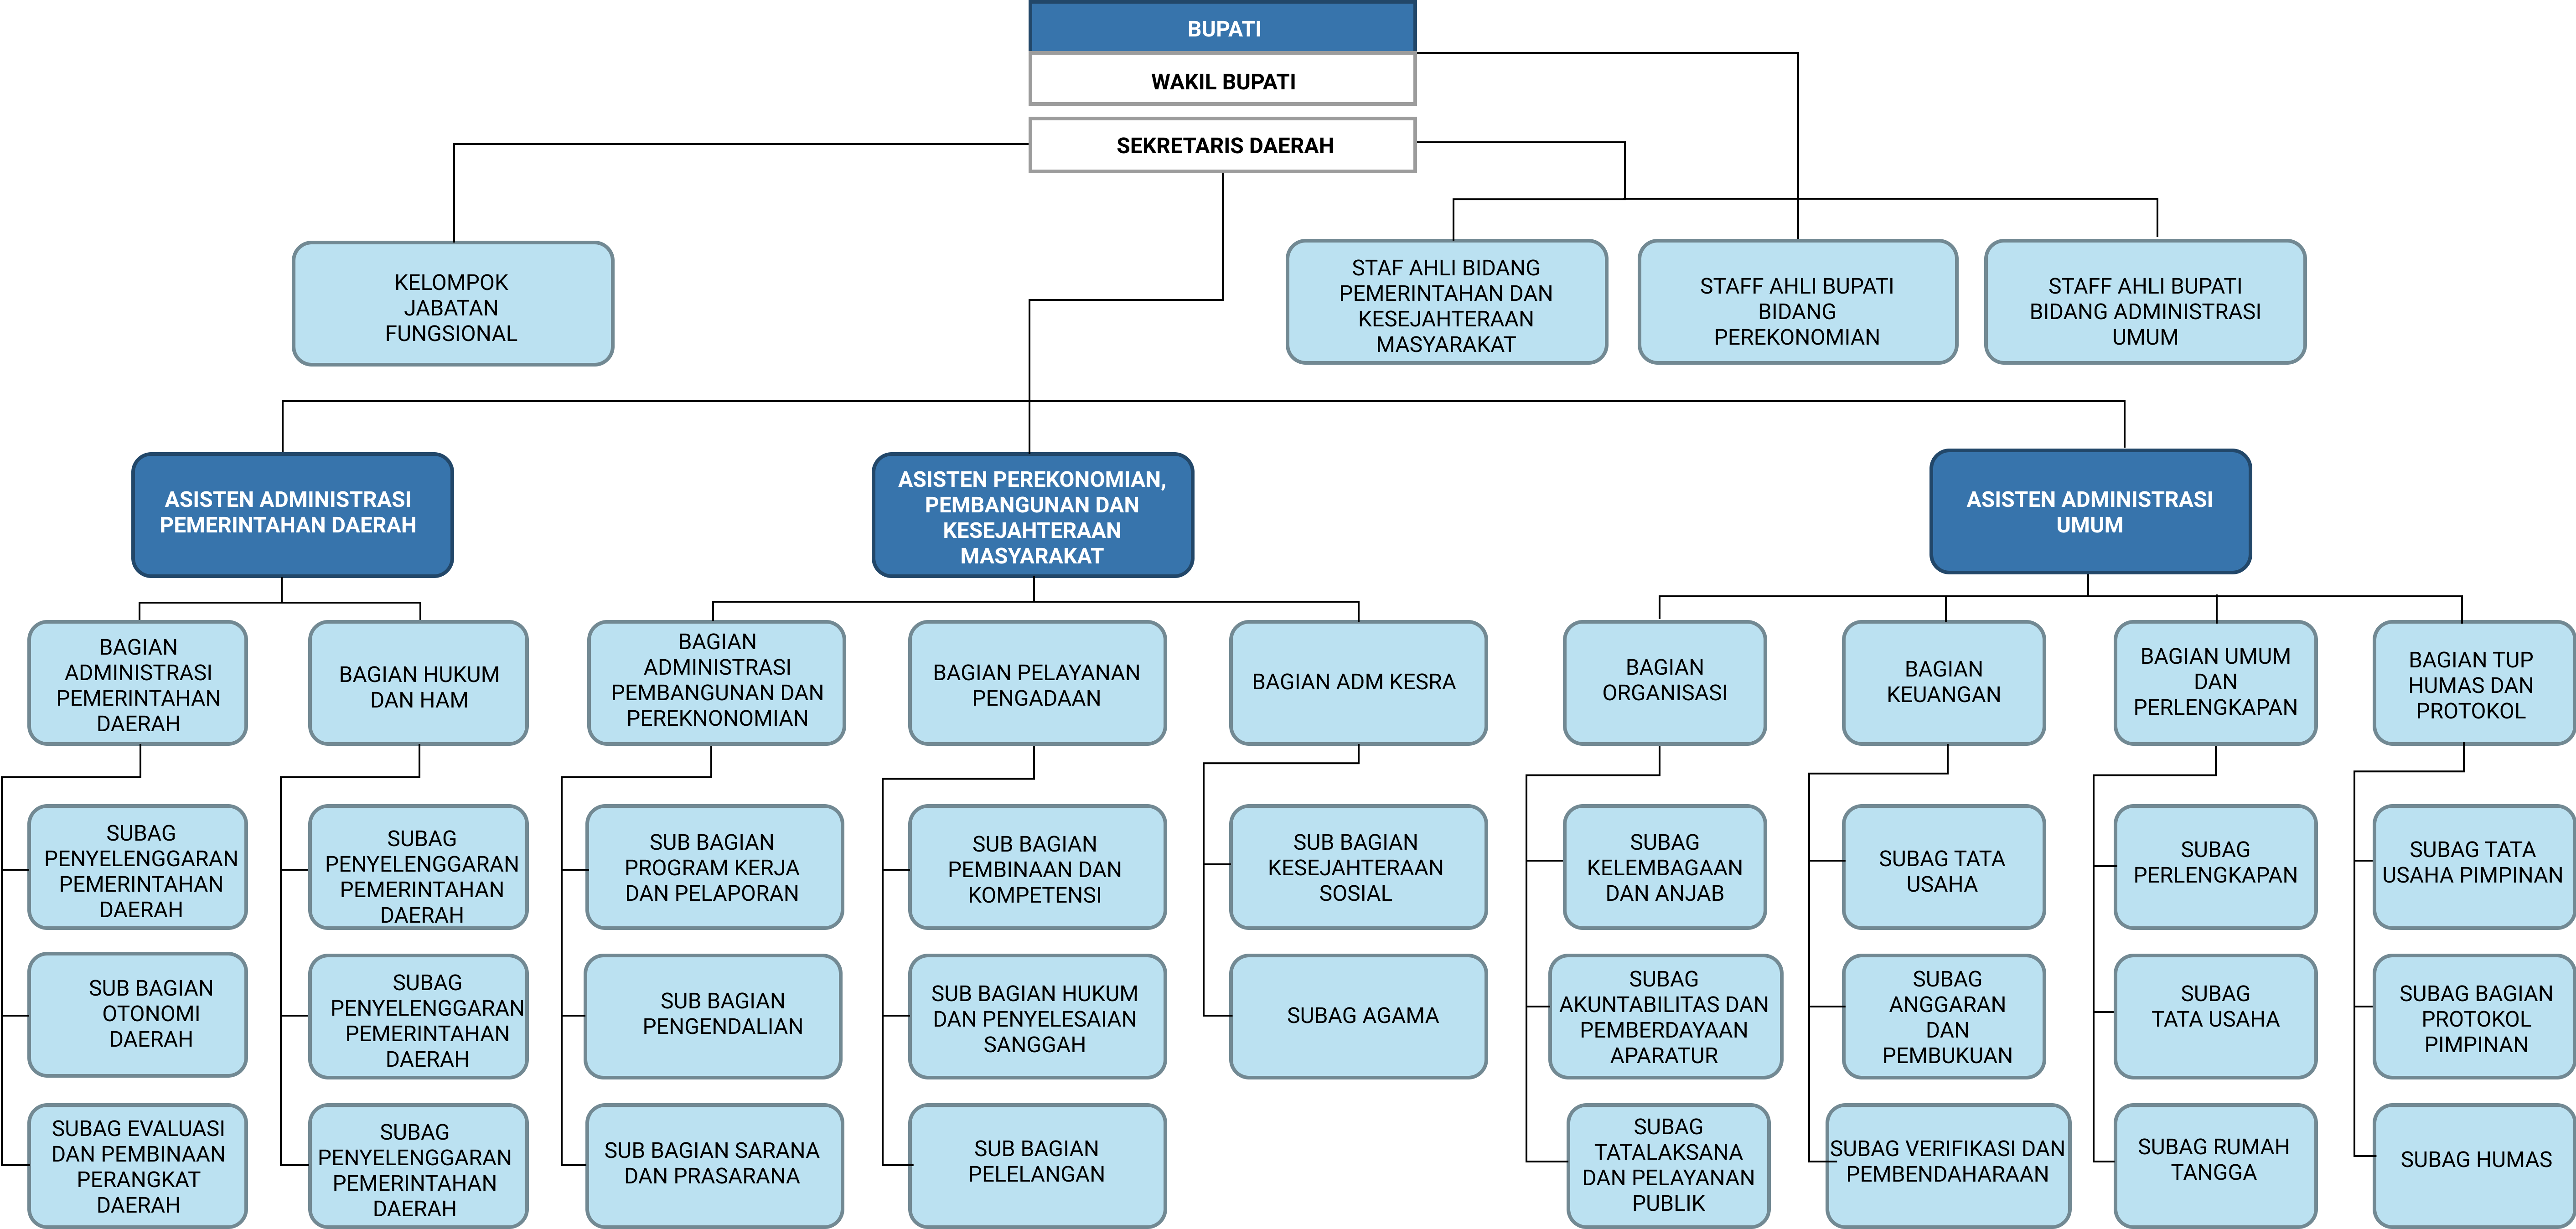 BUPATI
WAKIL BUPATI
SEKRETARIS DAERAH
KELOMPOK
JABATAN
FUNGSIONAL
STAF AHLI BIDANG
PEMERINTAHAN DAN
KESEJAHTERAAN
MASYARAKAT
STAFF AHLI BUPATI
BIDANG
PEREKONOMIAN
STAFF AHLI BUPATI
BIDANG ADMINISTRASI
UMUM
ASISTEN ADMINISTRASI
PEMERINTAHAN DAERAH
ASISTEN PEREKONOMIAN,
PEMBANGUNAN DAN
KESEJAHTERAAN
MASYARAKAT
ASISTEN ADMINISTRASI
UMUM
BAGIAN
ADMINISTRASI
PEMERINTAHAN
DAERAH
BAGIAN HUKUM
DAN HAM
BAGIAN
ADMINISTRASI
PEMBANGUNAN DAN
PEREKNONOMIAN
BAGIAN PELAYANAN
PENGADAAN
BAGIAN ADM KESRA
BAGIAN
ORGANISASI
BAGIAN
KEUANGAN
BAGIAN UMUM
DAN
PERLENGKAPAN
BAGIAN TUP
HUMAS DAN
PROTOKOL
SUBAG
PENYELENGGARAN
PEMERINTAHAN
DAERAH
SUBAG
PENYELENGGARAN
PEMERINTAHAN
DAERAH
SUB BAGIAN
PROGRAM KERJA
DAN PELAPORAN
SUB BAGIAN
PEMBINAAN DAN
KOMPETENSI
SUB BAGIAN
KESEJAHTERAAN
SOSIAL
SUBAG
KELEMBAGAAN
DAN ANJAB
SUBAG TATA
USAHA
SUBAG
PERLENGKAPAN
SUBAG TATA
USAHA PIMPINAN
SUB BAGIAN
OTONOMI
DAERAH
SUBAG
PENYELENGGARAN
PEMERINTAHAN
DAERAH
SUB BAGIAN
PENGENDALIAN
SUB BAGIAN HUKUM
DAN PENYELESAIAN
SANGGAH
SUBAG AGAMA
SUBAG
AKUNTABILITAS DAN
PEMBERDAYAAN
APARATUR
SUBAG
ANGGARAN
DAN
PEMBUKUAN
SUBAG
TATA USAHA
SUBAG BAGIAN
PROTOKOL
PIMPINAN
SUBAG EVALUASI
DAN PEMBINAAN
PERANGKAT
DAERAH
SUBAG
PENYELENGGARAN
PEMERINTAHAN
DAERAH
SUB BAGIAN SARANA
DAN PRASARANA
SUB BAGIAN
PELELANGAN
SUBAG
TATALAKSANA
DAN PELAYANAN
PUBLIK
SUBAG VERIFIKASI DAN
PEMBENDAHARAAN
SUBAG RUMAH
TANGGA
SUBAG HUMAS